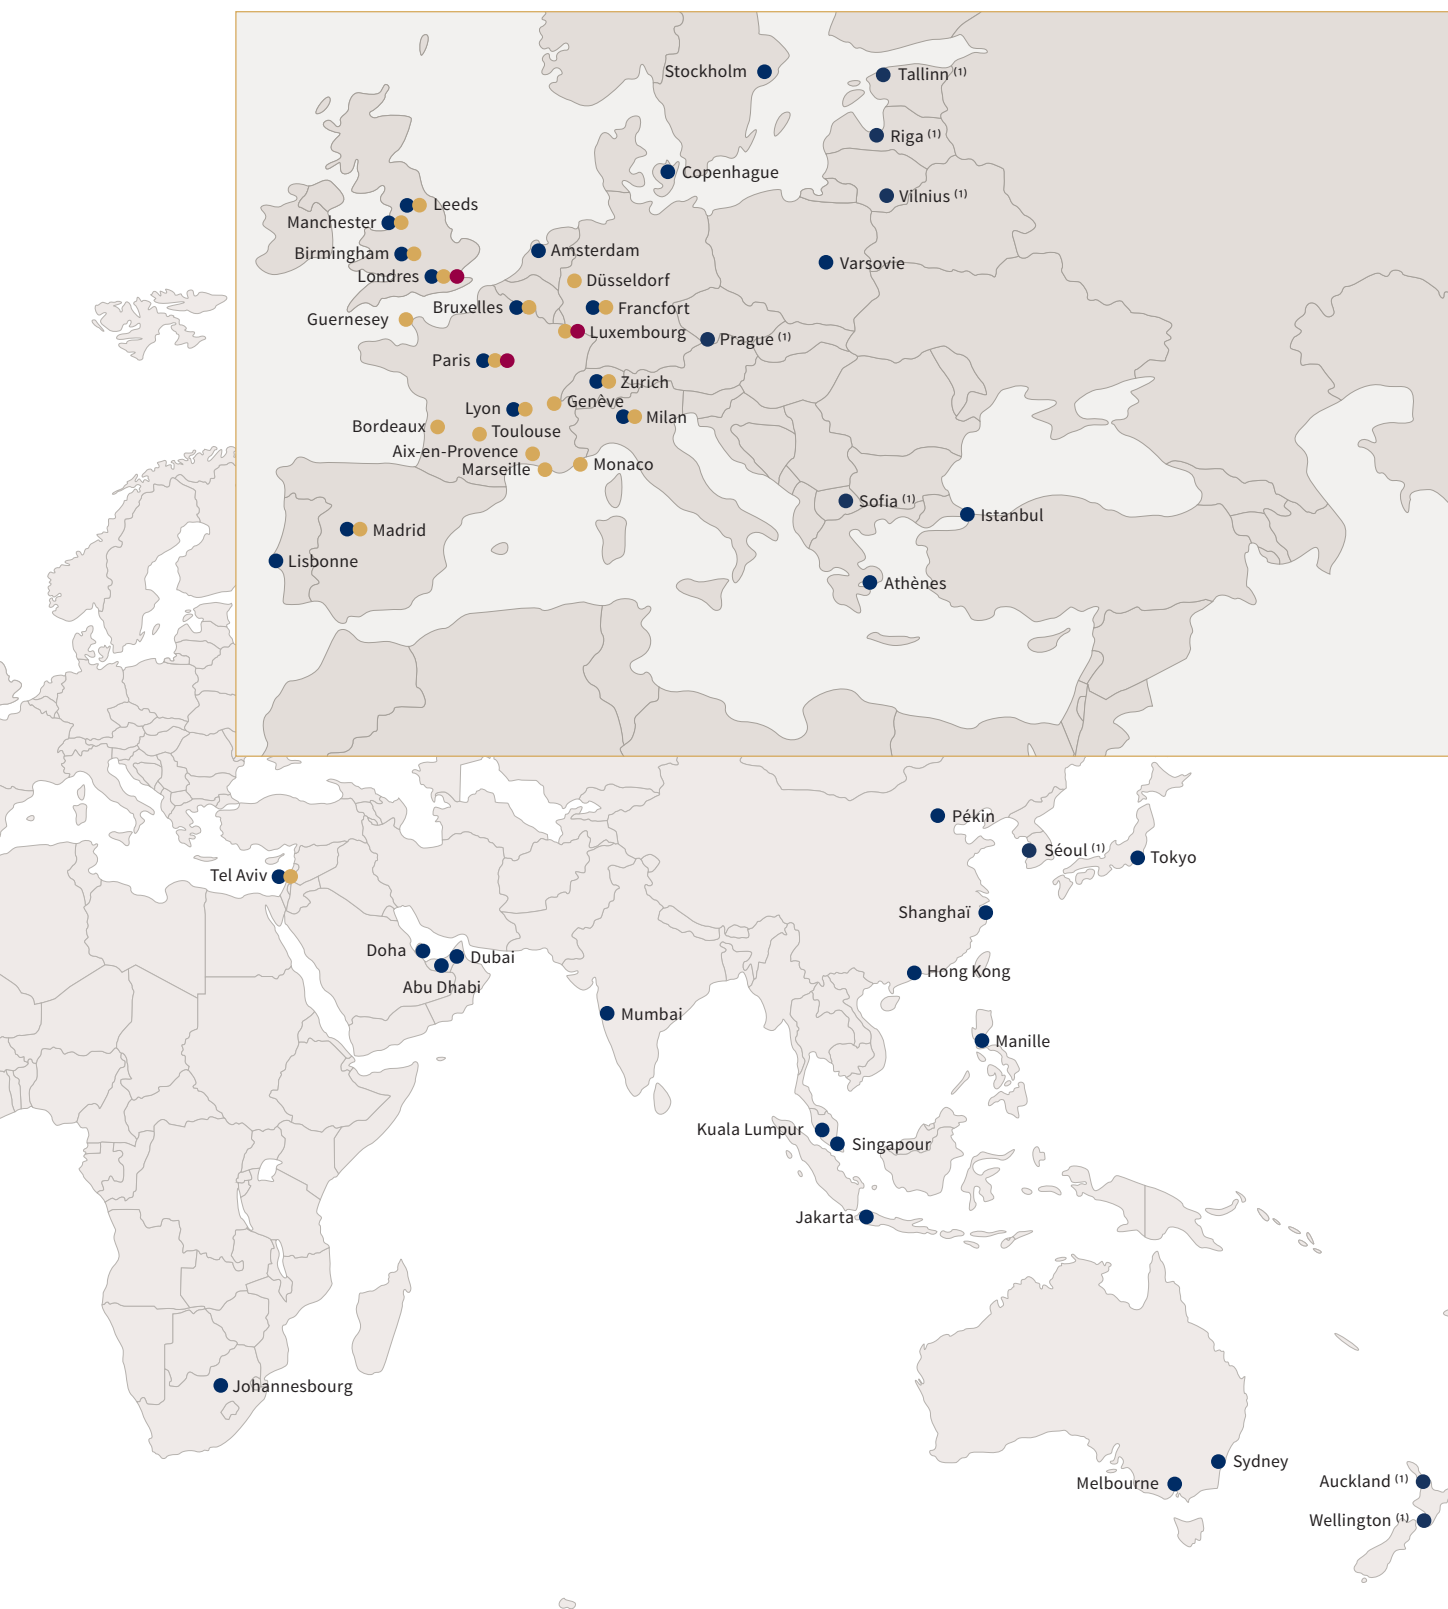 Stockholm
Tallinn (1)
Riga (1)
Copenhague
Vilnius (1)
Leeds
Manchester
Birmingham
Amsterdam
Varsovie
Londres
Düsseldorf
Bruxelles
Francfort
Guernesey
Luxembourg
Prague (1)
Paris
Zurich
Genève
Lyon
Milan
Bordeaux
Toulouse
Aix-en-Provence
Marseille
Monaco
Sofia (1)
Istanbul
Madrid
Lisbonne
Athènes
Pékin
Séoul (1)
Tokyo
Tel Aviv
Shanghaï
Doha
Dubai
Abu Dhabi
Hong Kong
Mumbai
Manille
Kuala Lumpur
Singapour
Jakarta
Johannesbourg
Sydney
Melbourne
Auckland (1)
Wellington (1)